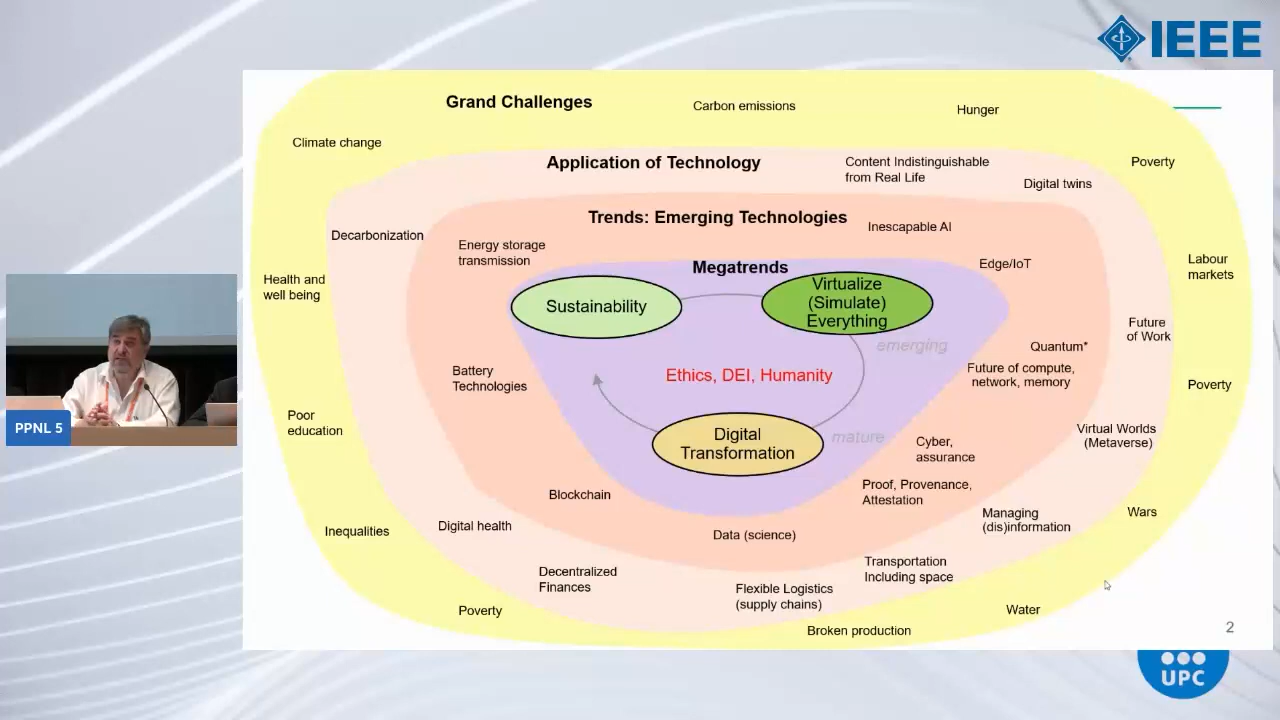 IEEE
Grand Challenges
Carbon emissions
Hunger
Climate change
Poverty
Application of Technology
Content Indistinguishable
from Real Life
Digital twins
Trends: Emerging Technologies
Inescapable AI
Decarbonization
Energy storage
transmission
Edge/IoT
Labour
markets
Health and
well being
Megatrends
Sustainability
Virtualize
(Simulate)
Everything
emerging
Future
of Work
Quantum*
Future of compute,
network, memory
Ethics, DEI, Humanity
Battery
Technologies
Poverty
PPNL 5
Poor
education
Digital
Transformation
mature
Cyber,
assurance
Virtual Worlds
(Metaverse)
Blockchain
Proof, Provenance,
Attestation
Wars
Inequalities
Digital health
Data (science)
Managing
(dis)information
Decentralized
Finances
Flexible Logistics
(supply chains)
Transportation
Including space
Poverty
Broken production
Water
2
UPC